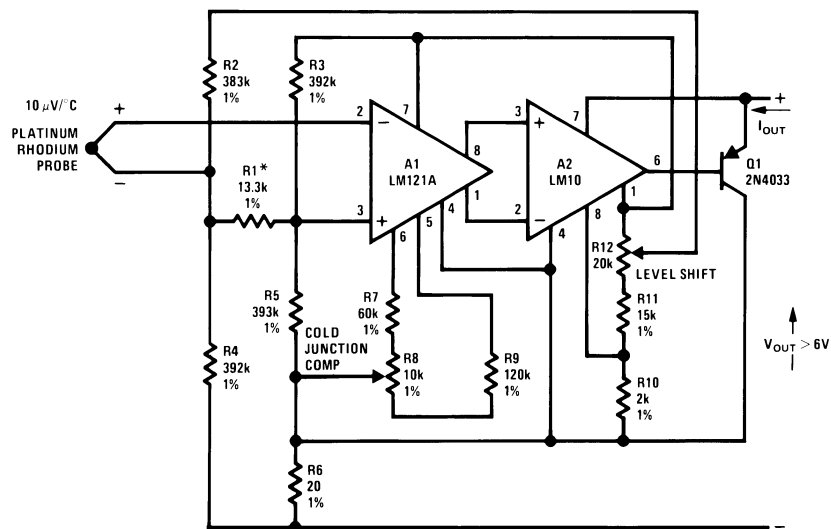 R2
383k
1%
R3
392k
1%
10 μV/°C
+
PLATINUM
RHODIUM
PROBE
−
R1*
13.3k
1%
2
−
7
A1
LM121A
8
1
3
+
6
5
4
3
+
7
A2
LM10
6
1
2
−
4
8
+
IOUT
Q1
2N4033
R12
20k
LEVEL SHIFT
R11
15k
1%
R10
2k
1%
VOUT > 6V
R5
393k
1%
R7
60k
1%
COLD
JUNCTION
COMP
R8
10k
1%
R9
120k
1%
R4
392k
1%
R6
20
1%
−